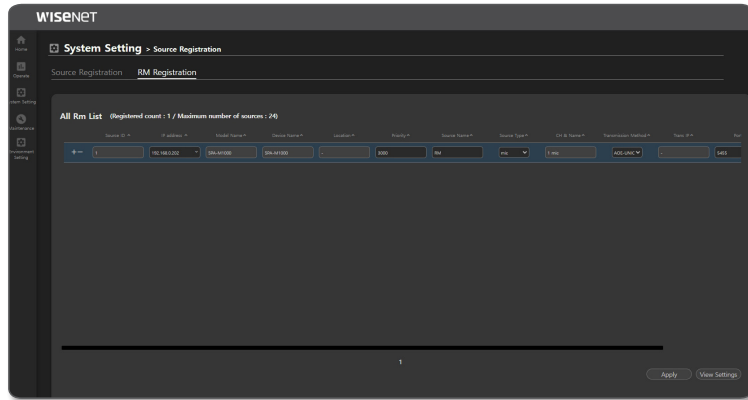 WISENET
Home
System Setting > Source Registration
Operate
Source Registration RM Registration
System Setting
Maintenance
Environment Setting
All Rm List (Registered count : 1 / Maximum number of sources : 24)
Source ID IP address Model Name Device Name Location Priority Source Name Source Type CH & Name Transmission Method Trans. IP
1 192.168.0.202 SPA-M1000 SPA-M1000 - 3000 RM mic 1 mic AOE-UNIC - 5403
1
Apply View Settings